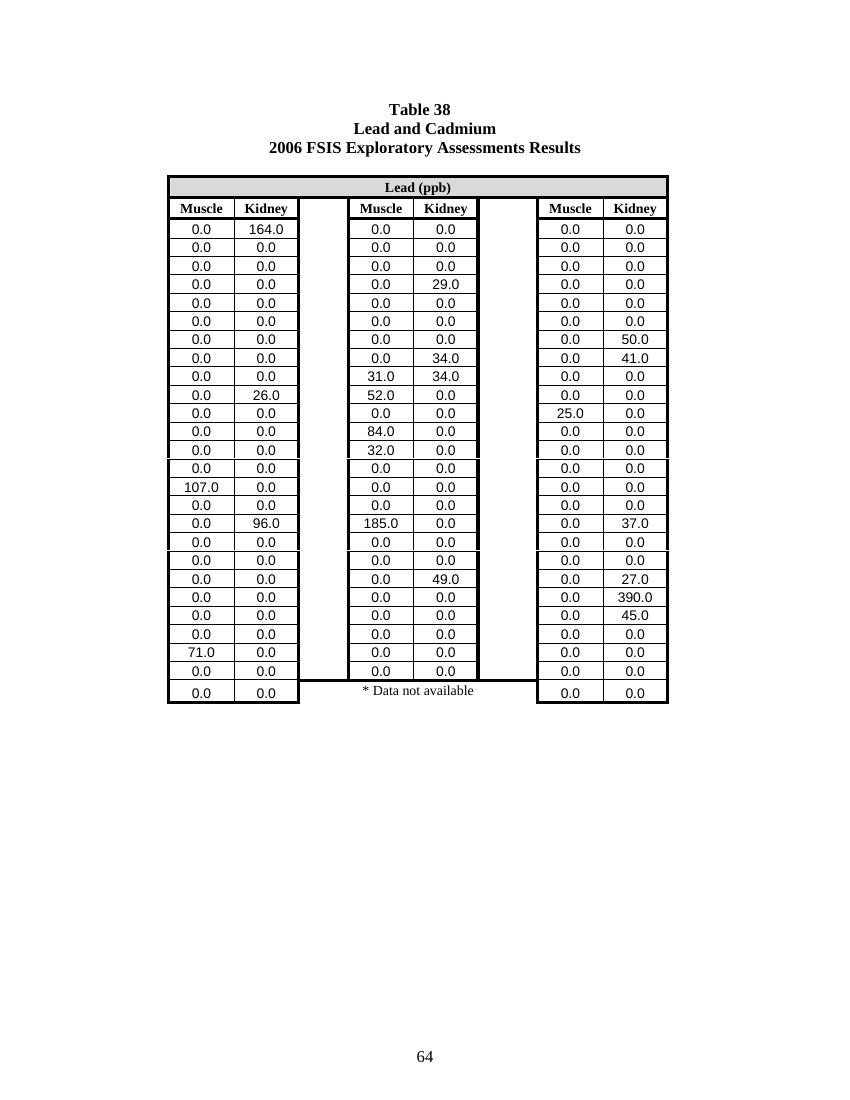 Table 38
Lead and Cadmium
2006 FSIS Exploratory Assessments Results
Lead (ppb)
Muscle Kidney Muscle Kidney Muscle Kidney
0.0 164.0 0.0 0.0 0.0 0.0
0.0 0.0 0.0 0.0 0.0 0.0
0.0 0.0 0.0 0.0 0.0 0.0
0.0 0.0 0.0 29.0 0.0 0.0
0.0 0.0 0.0 0.0 0.0 0.0
0.0 0.0 0.0 0.0 0.0 0.0
0.0 0.0 0.0 0.0 0.0 50.0
0.0 0.0 0.0 34.0 0.0 41.0
0.0 0.0 31.0 34.0 0.0 0.0
0.0 26.0 52.0 0.0 0.0 0.0
0.0 0.0 0.0 0.0 25.0 0.0
0.0 0.0 84.0 0.0 0.0 0.0
0.0 0.0 32.0 0.0 0.0 0.0
0.0 0.0 0.0 0.0 0.0 0.0
107.0 0.0 0.0 0.0 0.0 0.0
0.0 0.0 0.0 0.0 0.0 0.0
0.0 96.0 185.0 0.0 0.0 37.0
0.0 0.0 0.0 0.0 0.0 0.0
0.0 0.0 0.0 0.0 0.0 0.0
0.0 0.0 0.0 49.0 0.0 27.0
0.0 0.0 0.0 0.0 0.0 390.0
0.0 0.0 0.0 0.0 0.0 45.0
0.0 0.0 0.0 0.0 0.0 0.0
71.0 0.0 0.0 0.0 0.0 0.0
0.0 0.0 0.0 0.0 0.0 0.0
0.0 0.0 * Data not available 0.0 0.0
64